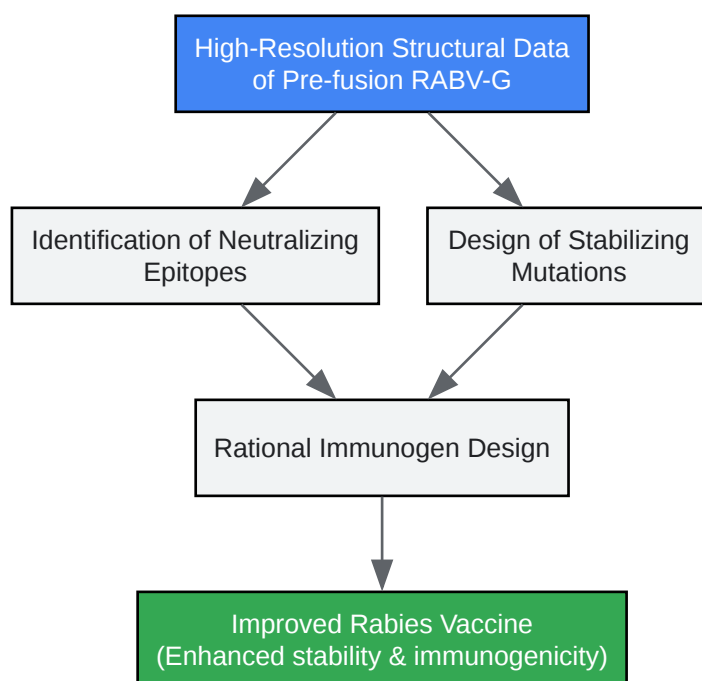 High-Resolution Structural Data
of Pre-fusion RABV-G
Identification of Neutralizing
Epitopes
Design of Stabilizing
Mutations
Rational Immunogen Design
Improved Rabies Vaccine
(Enhanced stability & immunogenicity)